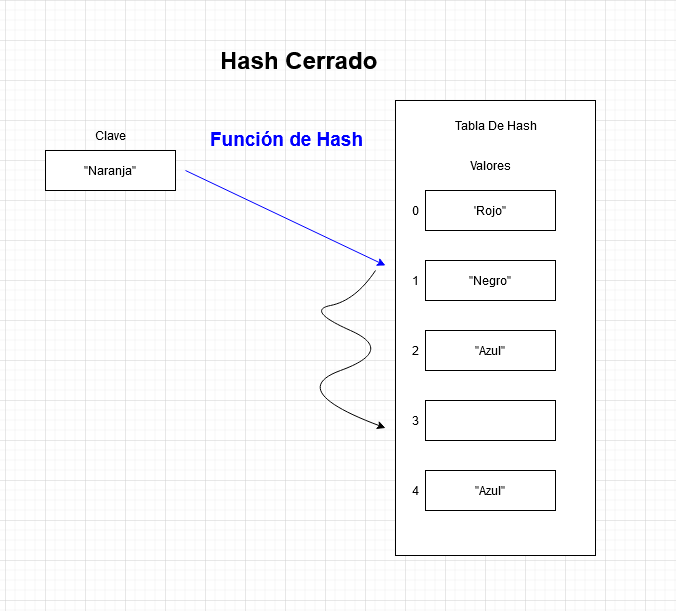 Hash Cerrado
Clave
Función de Hash
"Naranja"
Tabla De Hash
Valores
0 'Rojo"
1 "Negro"
2 "Azul"
3
4 "Azul"